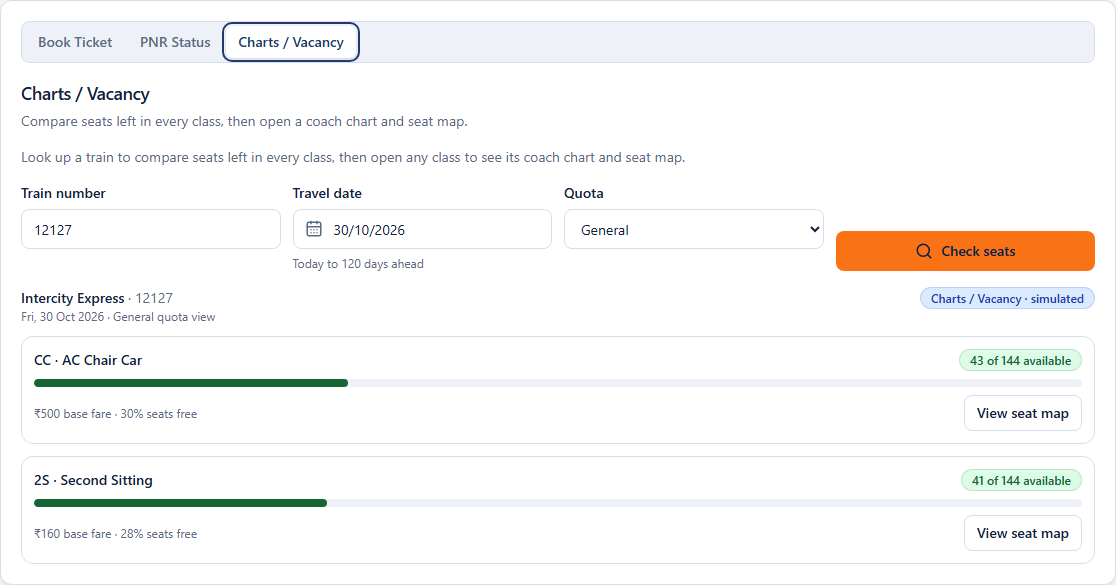 Book Ticket
PNR Status
Charts / Vacancy
Charts / Vacancy
Compare seats left in every class, then open a coach chart and seat map.
Look up a train to compare seats left in every class, then open any class to see its coach chart and seat map.
Train number
12127
Travel date
30/10/2026
Today to 120 days ahead
Quota
General
Check seats
Intercity Express · 12127
Charts / Vacancy · simulated
Fri, 30 Oct 2026 · General quota view
CC · AC Chair Car
43 of 144 available
₹500 base fare · 30% seats free
View seat map
2S · Second Sitting
41 of 144 available
₹160 base fare · 28% seats free
View seat map